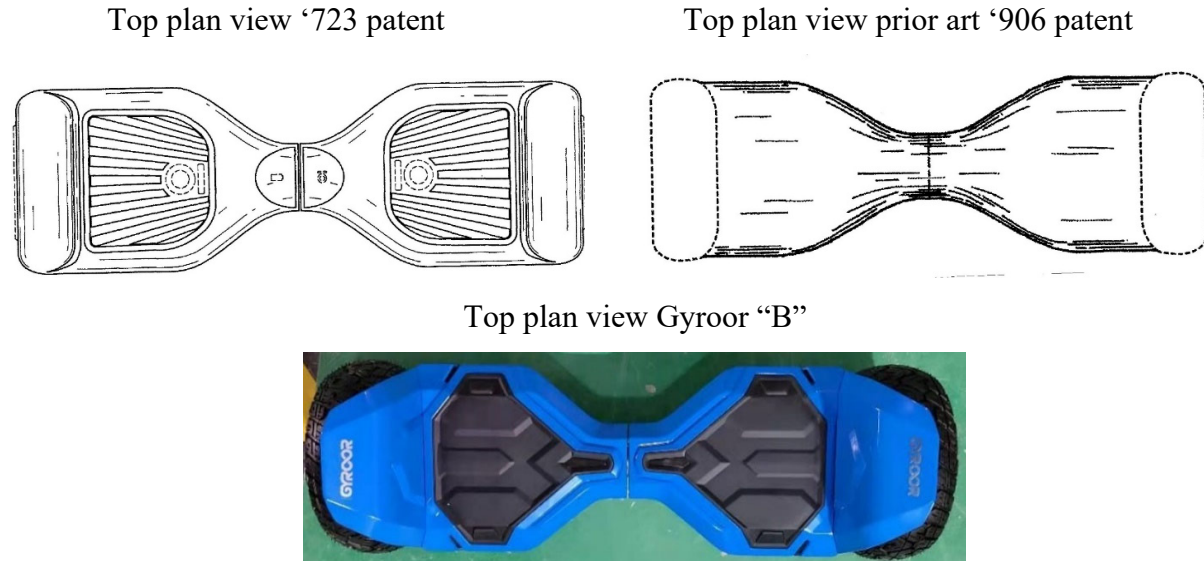 Top plan view ‘723 patent
Top plan view prior art ‘906 patent
Top plan view Gyroor “B”
GYROOR
GYROOR